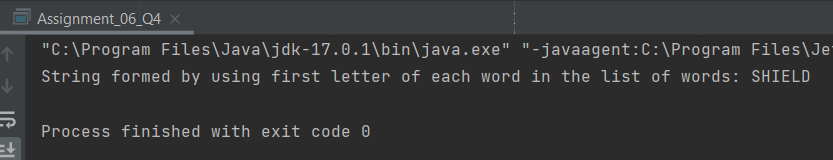 Assignment_06_Q4
"C:\Program Files\Java\jdk-17.0.1\bin\java.exe" "-javaagent:C:\Program Files\Je
String formed by using first letter of each word in the list of words: SHIELD
Process finished with exit code 0